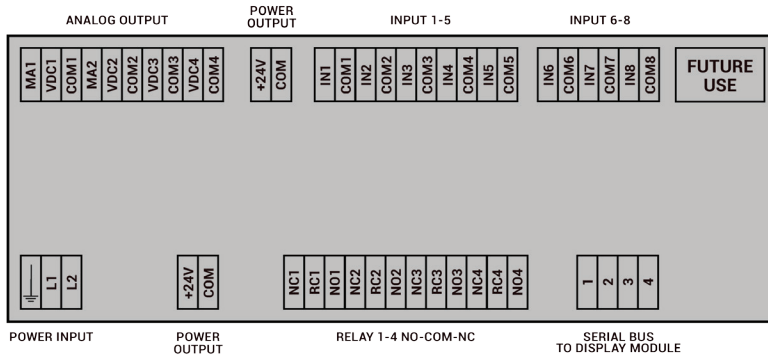 ANALOG OUTPUT
POWER
OUTPUT
INPUT 1-5
INPUT 6-8
MA1
VDC1
COM1
MA2
VDC2
COM2
VDC3
COM3
VDC4
COM4
+24V
COM
IN1
COM1
IN2
COM2
IN3
COM3
IN4
COM4
IN5
COM5
IN6
COM6
IN7
COM7
IN8
COM8
FUTURE
USE
L1
L2
+24V
COM
NC1
RC1
NO1
NC2
RC2
NO2
NC3
RC3
NO3
NC4
RC4
NO4
1
2
3
4
POWER INPUT
POWER
OUTPUT
RELAY 1-4 NO-COM-NC
SERIAL BUS
TO DISPLAY MODULE